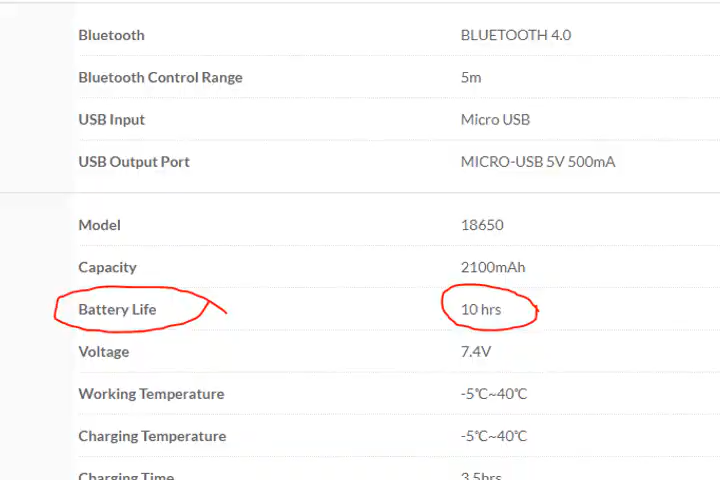 Bluetooth BLUETOOTH 4.0
Bluetooth Control Range 5m
USB Input Micro USB
USB Output Port MICRO-USB 5V 500mA
Model 18650
Capacity 2100mAh
Battery Life 10 hrs
Voltage 7.4V
Working Temperature -5℃~40℃
Charging Temperature -5℃~40℃
Charging Time 3.5hrs